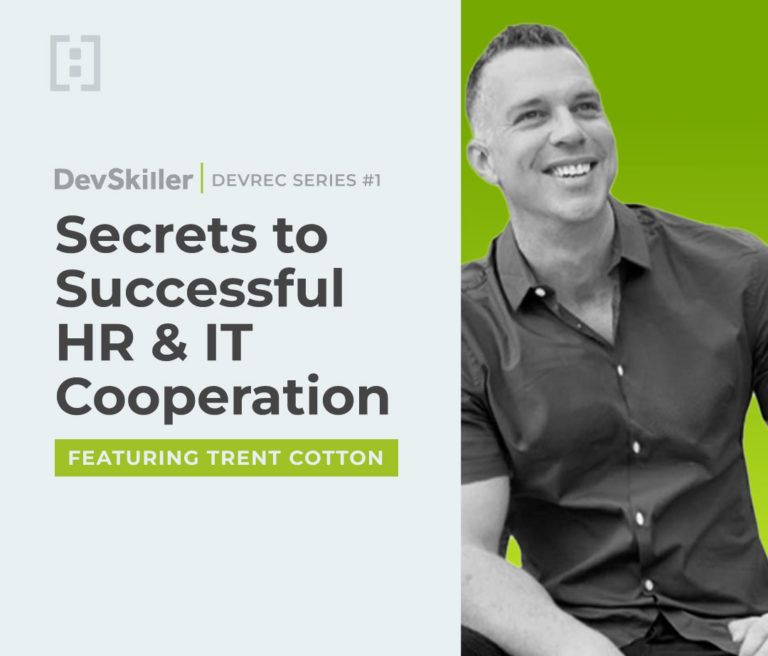 DevSkiller | DEVREC SERIES #1
Secrets to
Successful
HR & IT
Cooperation
FEATURING TRENT COTTON